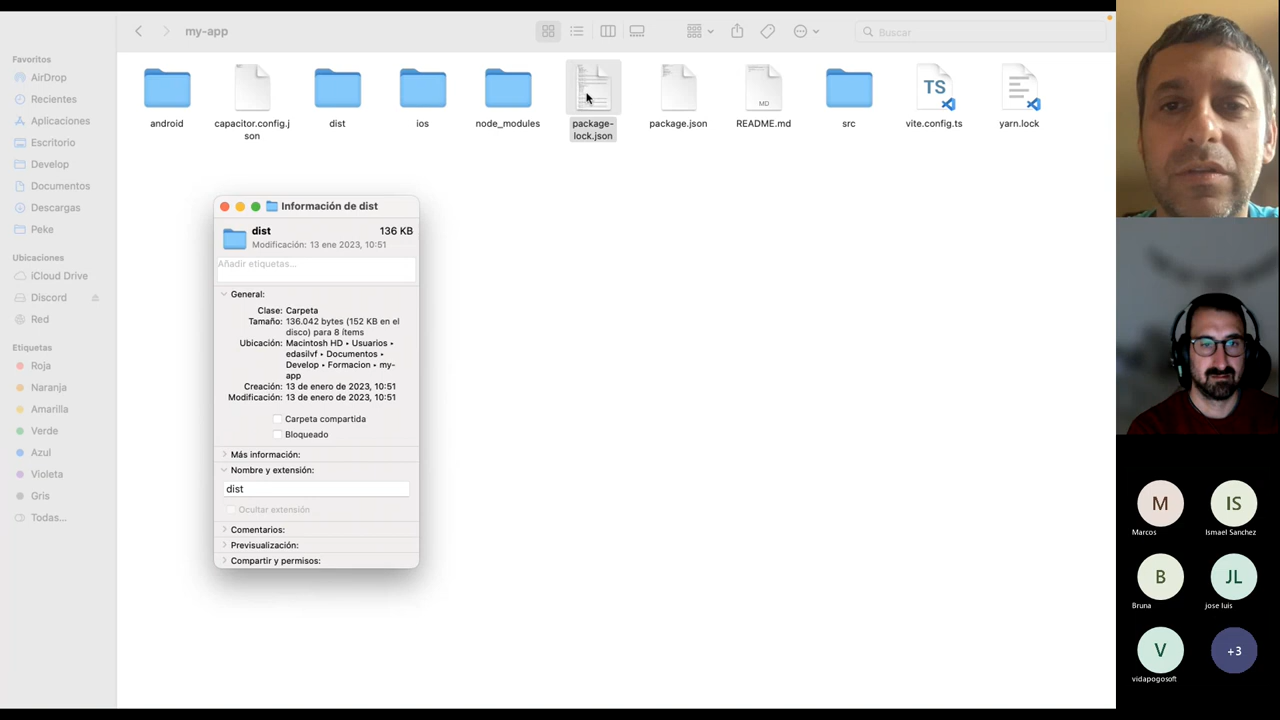 my-app
Buscar
Favoritos
AirDrop
Recientes
Aplicaciones
Escritorio
Develop
Documentos
Descargas
Peke
Ubicaciones
iCloud Drive
Discord
Red
Etiquetas
Roja
Naranja
Amarilla
Verde
Azul
Violeta
Gris
Todas...
android
capacitor.config.j
son
dist
ios
node_modules
package-
lock.json
package.json
MD
README.md
src
TS
vite.config.ts
yarn.lock
Información de dist
dist
136 KB
Modificación: 13 ene 2023, 10:51
Añadir etiquetas...
General:
Clase: Carpeta
Tamaño: 136.042 bytes (152 KB en el
disco) para 8 ítems
Ubicación: Macintosh HD ▸ Usuarios ▸
edasilvf ▸ Documentos ▸
Develop ▸ Formacion ▸ my-
app
Creación: 13 de enero de 2023, 10:51
Modificación: 13 de enero de 2023, 10:51
Carpeta compartida
Bloqueado
Más información:
Nombre y extensión:
dist
Ocultar extensión
Comentarios:
Previsualización:
Compartir y permisos:
M
Marcos
IS
Ismael Sanchez
B
Bruna
JL
jose luis
V
vidapogosoft
+3